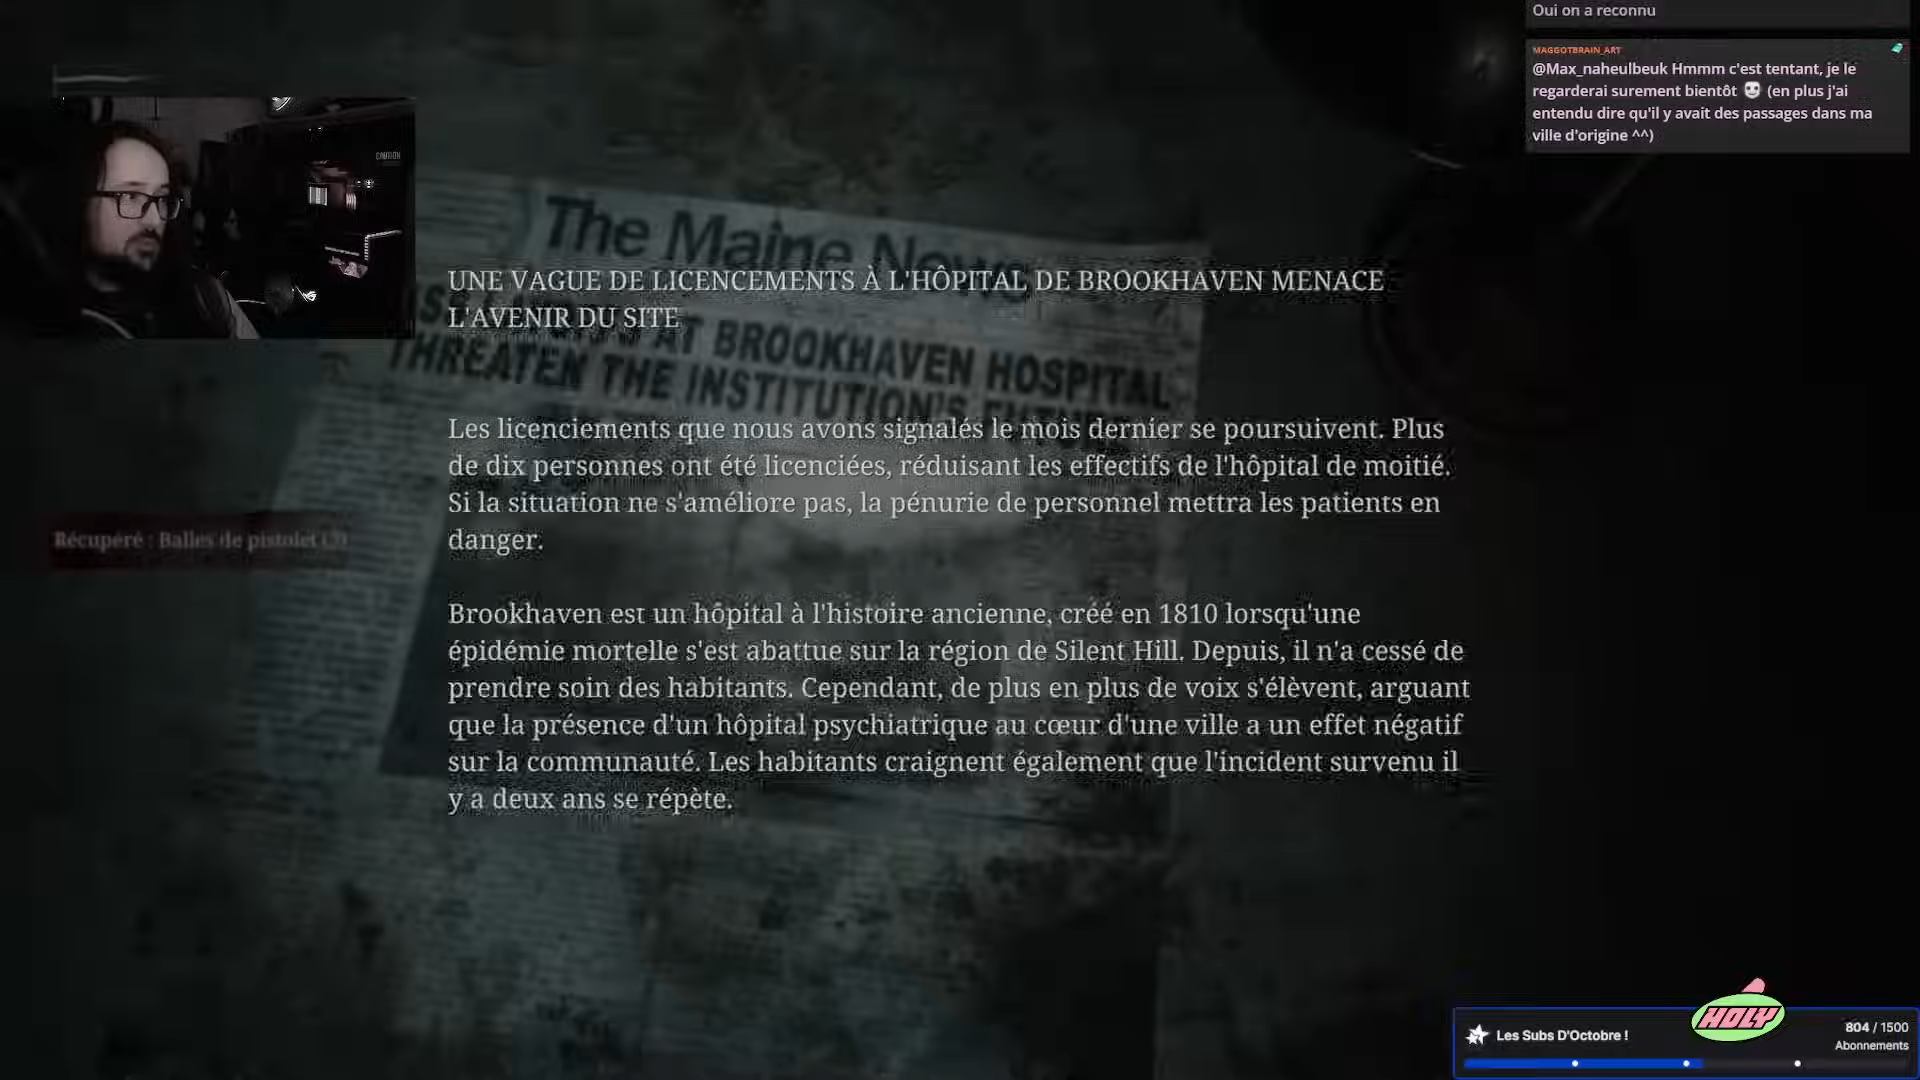 Oui on a reconnu
MAGGOTBRAIN_ART
@Max_naheulbeuk Hmmm c'est tentant, je le
regarderai surement bientôt (en plus j'ai
entendu dire qu'il y avait des passages dans ma
ville d'origine ^^)
CAUTION
The Maine News
UNE VAGUE DE LICENCEMENTS À L'HÔPITAL DE BROOKHAVEN MENACE
L'AVENIR DU SITE
AT BROOKHAVEN HOSPITAL
THREATEN THE INSTITUTION'S
Les licenciements que nous avons signalés le mois dernier se poursuivent. Plus
de dix personnes ont été licenciées, réduisant les effectifs de l'hôpital de moitié.
Si la situation ne s'améliore pas, la pénurie de personnel mettra les patients en
danger.
Récupéré : Balles de pistolet
Brookhaven est un hôpital à l'histoire ancienne, créé en 1810 lorsqu'une
épidémie mortelle s'est abattue sur la région de Silent Hill. Depuis, il n'a cessé de
prendre soin des habitants. Cependant, de plus en plus de voix s'élèvent, arguant
que la présence d'un hôpital psychiatrique au cœur d'une ville a un effet négatif
sur la communauté. Les habitants craignent également que l'incident survenu il
y a deux ans se répète.
HOLY
Les Subs D'Octobre !
804 / 1500
Abonnements